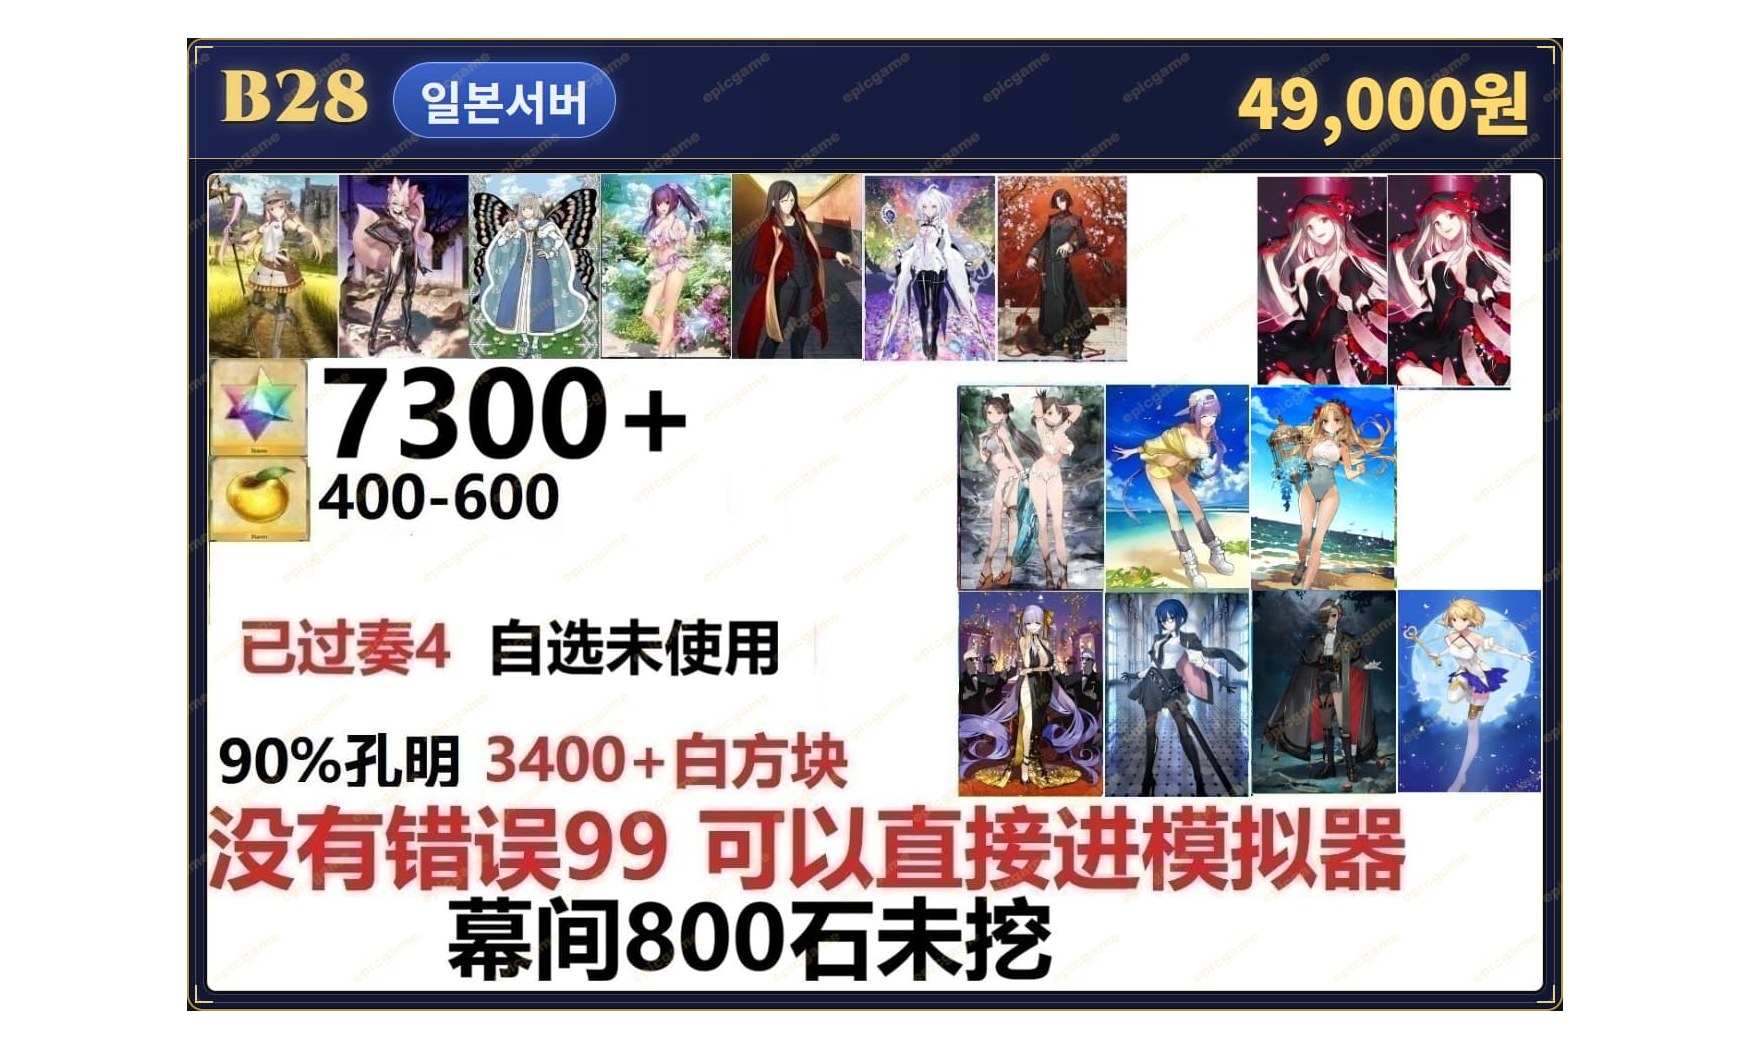 B28 일본서버 49,000원
7300+
400-600
已过奏4 自选未使用
90%孔明 3400+白方块
没有错误99 可以直接进模拟器
幕间800石未挖
epicgame